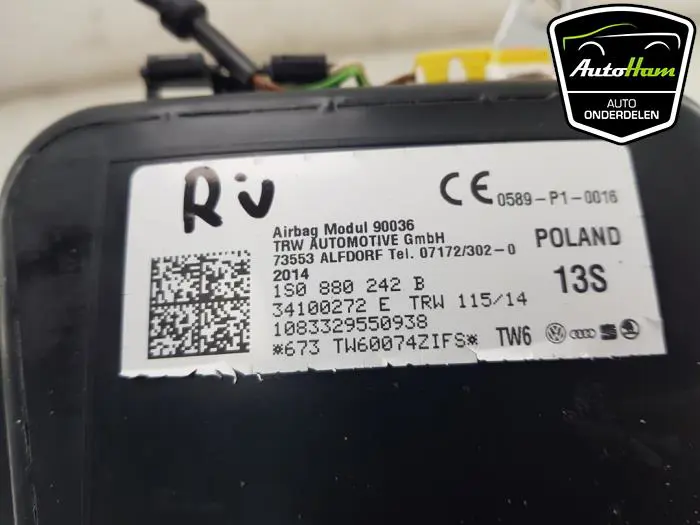 AutoHam
AUTO
ONDERDELEN
R.V
CE 0589-P1-0016
Airbag Modul 90036
TRW AUTOMOTIVE GmbH
73553 ALFDORF Tel. 07172/302-0
2014
POLAND
1S0 880 242 B
13S
34100272 E TRW 115/14
1083329550938
*673 TW60074ZIFS* TW6